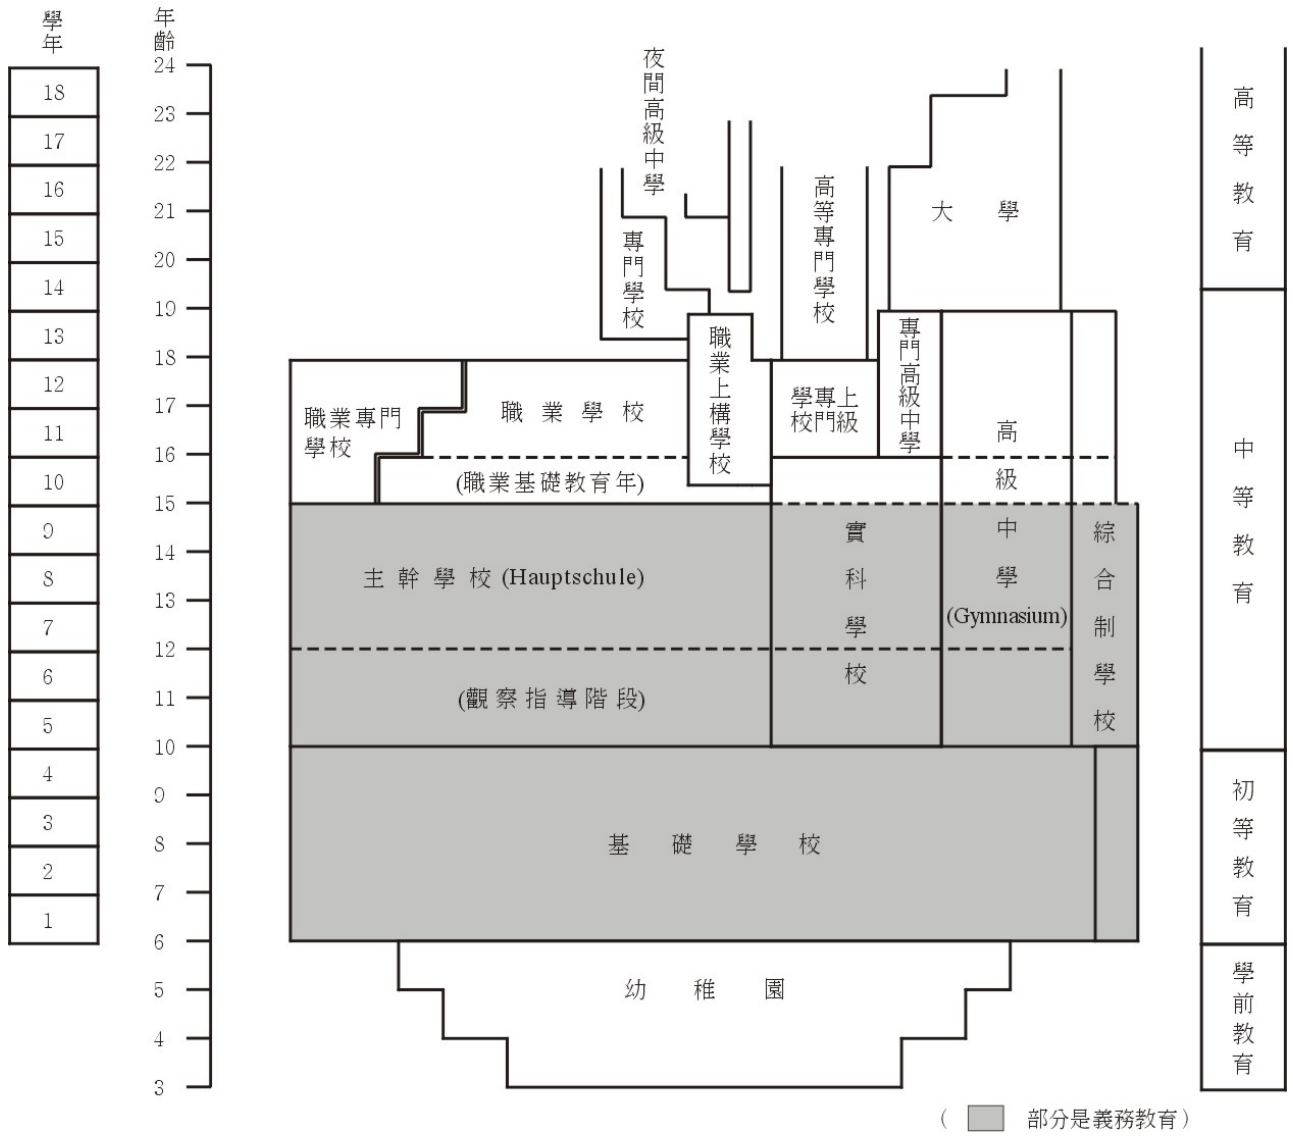 學年
年齡
24
23
22
21
20
19
18
17
16
15
14
13
12
11
10
9
8
7
6
5
4
3
18
17
16
15
14
13
12
11
10
9
8
7
6
5
4
3
2
1
夜間高級中學
專門學校
職業上構學校
高等專門學校
大學
專門高級中學
職業專門
學校
職業學校
(職業基礎教育年)
學專上
校門級
主幹學校(Hauptschule)
(觀察指導階段)
實科學校
高級中學
(Gymnasium)
綜合制學校
基礎學校
幼稚園
高等教育
中等教育
初等教育
學前教育
( 部分是義務教育)